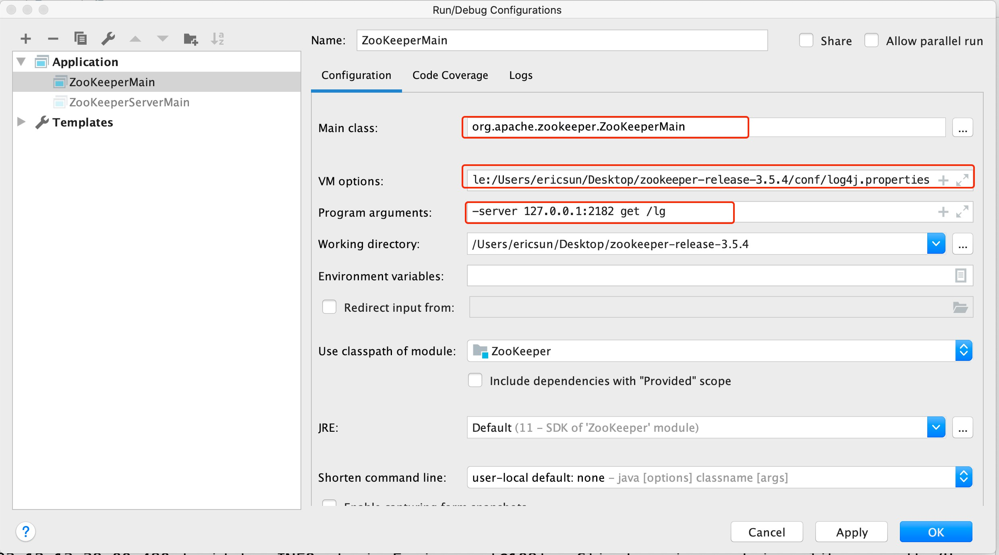 Run/Debug Configurations
Name: ZooKeeperMain Share Allow parallel run
Application
ZooKeeperMain
ZooKeeperServerMain
Templates
Configuration Code Coverage Logs
Main class: org.apache.zookeeper.ZooKeeperMain ...
VM options: le:/Users/ericsun/Desktop/zookeeper-release-3.5.4/conf/log4j.properties
Program arguments: -server 127.0.0.1:2182 get /lg
Working directory: /Users/ericsun/Desktop/zookeeper-release-3.5.4 ...
Environment variables:
Redirect input from:
Use classpath of module: ZooKeeper
Include dependencies with "Provided" scope
JRE: Default (11 - SDK of 'ZooKeeper' module) ...
Shorten command line: user-local default: none - java [options] classname [args]
Enable capturing form snapshots
? Cancel Apply OK